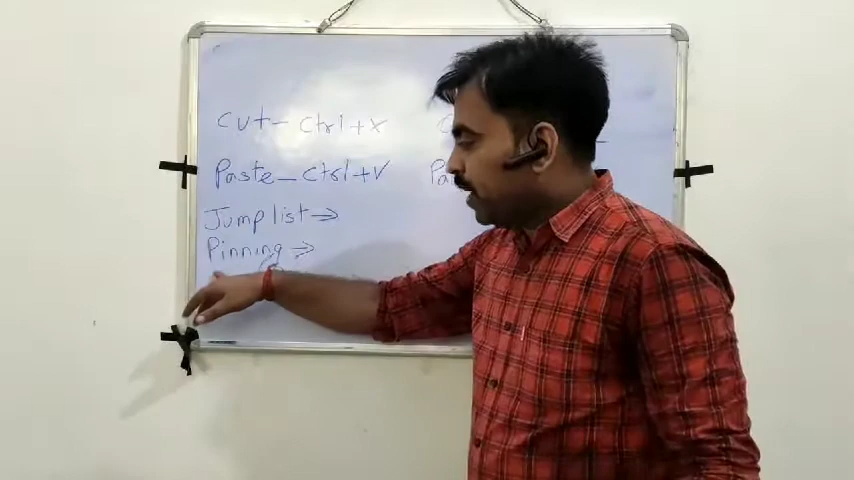 Cut - Ctrl+X
Paste - Ctrl+V
Jump list ⇒
Pinning ⇒